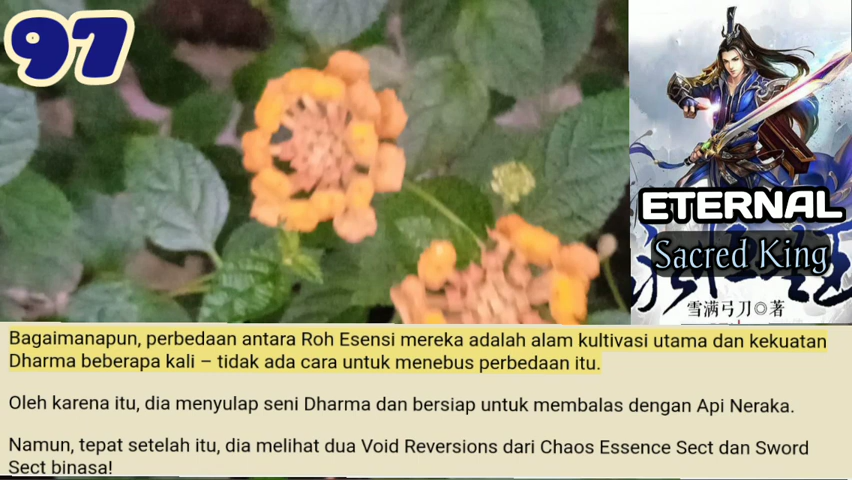 97
ETERNAL
Sacred King
雪满弓刀◎著
Bagaimanapun, perbedaan antara Roh Esensi mereka adalah alam kultivasi utama dan kekuatan
Dharma beberapa kali – tidak ada cara untuk menebus perbedaan itu.
Oleh karena itu, dia menyulap seni Dharma dan bersiap untuk membalas dengan Api Neraka.
Namun, tepat setelah itu, dia melihat dua Void Reversions dari Chaos Essence Sect dan Sword
Sect binasa!